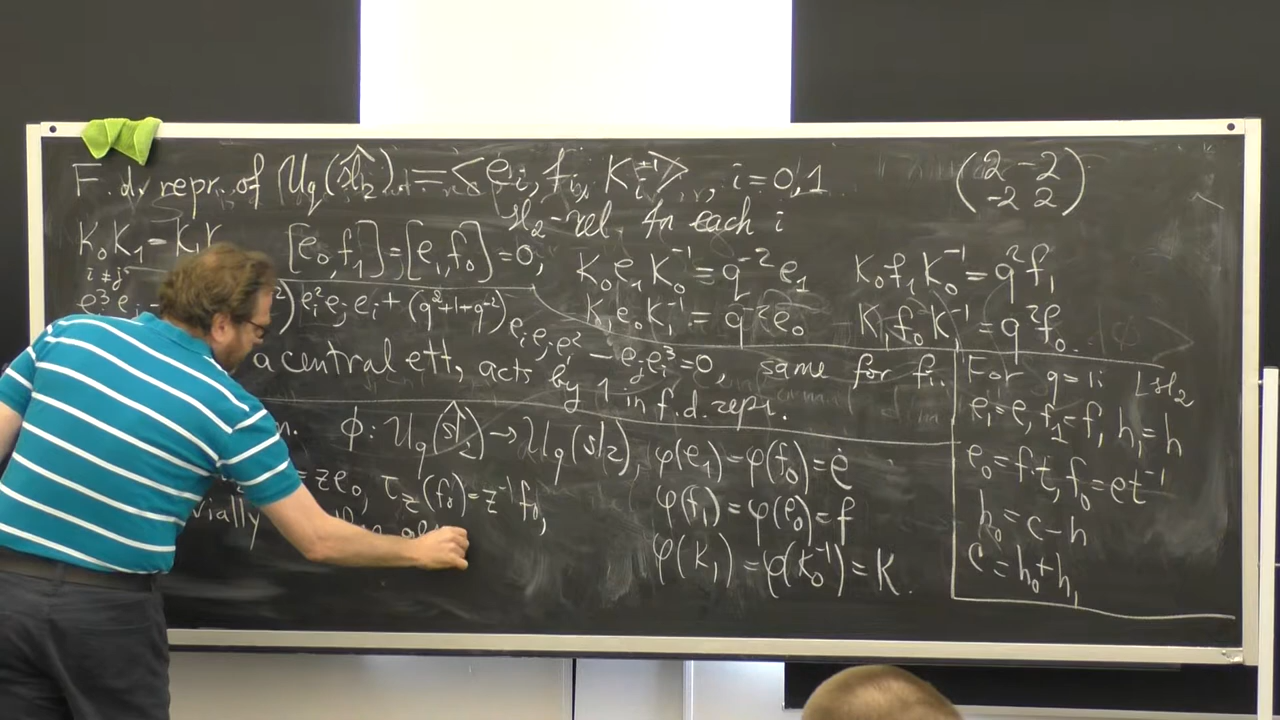 F. d. repr. of U_q(\hat{sl}_2) = <e_i, f_i, K_i^{±1}>, i=0,1
sl_2-rel. for each i
(2 -2
-2 2)
K_0 K_1 = K_1 K
[e_0, f_1] = [e_1, f_0] = 0,
K_0 e_1 K_0^{-1} = q^{-2} e_1
K_0 f_1 K_0^{-1} = q^2 f_1
i≠j
K_1 e_0 K_1^{-1} = q^{-2} e_0
K_1 f_0 K^{-1} = q^2 f_0.
e_i^3 e_j - ²) e_i^2 e_j e_i + (q^2+1+q^{-2}) e_i e_j e_i^2 - e_j e_i^3 = 0, same for f_i.
a central elt, acts by 1 in f.d. repr.
φ: U_q(\hat{sl}_2) → U_q(sl_2), φ(e_1)=φ(f_0)=e
= z e_0, τ_z(f_0) = z^{-1} f_0,
φ(f_1)=φ(e_0)=f
φ(K_1)=φ(K_0^{-1})=K.
For q=1: Lsl_2
e_1=e, f_1=f, h_1=h
e_0=f·t, f_0=et^{-1}
h_0=c-h
c=h_0+h_1